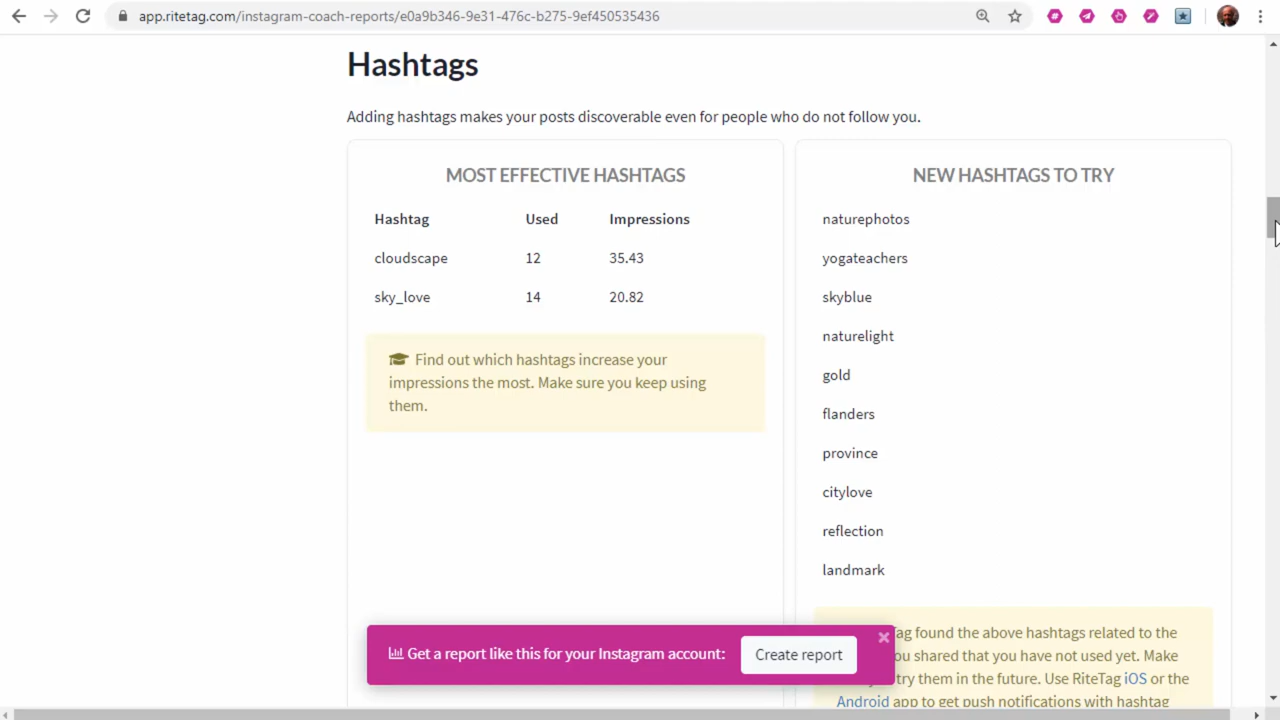 app.ritetag.com/instagram-coach-reports/e0a9b346-9e31-476c-b275-9ef450535436
Hashtags
Adding hashtags makes your posts discoverable even for people who do not follow you.
MOST EFFECTIVE HASHTAGS
Hashtag Used Impressions
cloudscape 12 35.43
sky_love 14 20.82
Find out which hashtags increase your
impressions the most. Make sure you keep using
them.
NEW HASHTAGS TO TRY
naturephotos
yogateachers
skyblue
naturelight
gold
flanders
province
citylove
reflection
landmark
Tag found the above hashtags related to the
you shared that you have not used yet. Make
try them in the future. Use RiteTag iOS or the
Android app to get push notifications with hashtag
Get a report like this for your Instagram account:
Create report